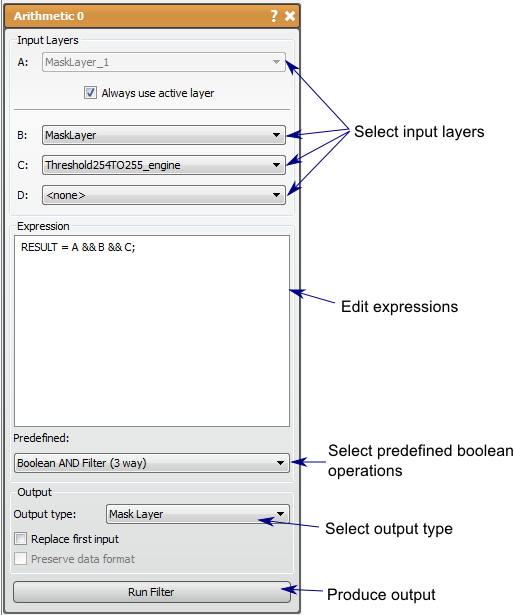 Arithmetic 0 ?
Input Layers
A: MaskLayer_1
Always use active layer
B: MaskLayer
C: Threshold254TO255_engine
D: <none>
Select input layers
Expression
RESULT = A && B && C;
Edit expressions
Predefined:
Boolean AND Filter (3 way)
Select predefined boolean
operations
Output
Output type: Mask Layer
Select output type
Replace first input
Preserve data format
Run Filter
Produce output